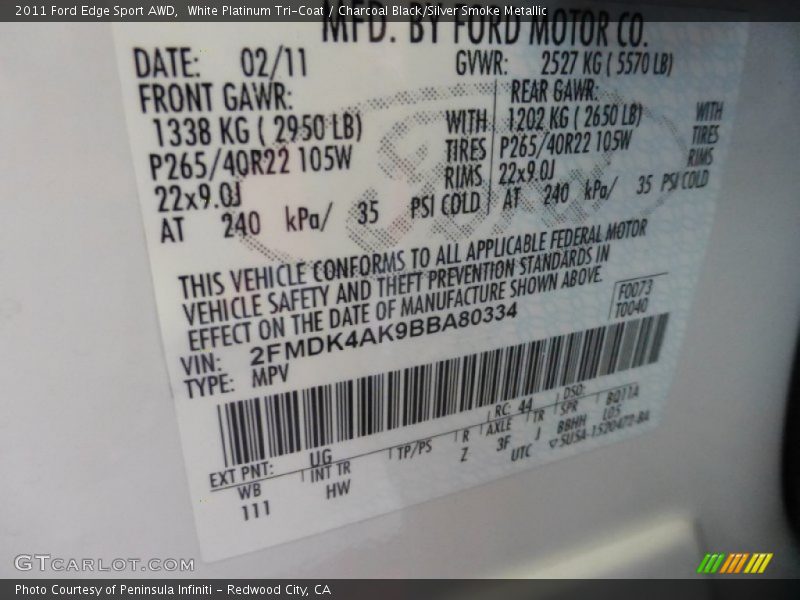 2011 Ford Edge Sport AWD, White Platinum Tri-Coat / Charcoal Black/Silver Smoke Metallic
MFD. BY FORD MOTOR CO.
DATE: 02/11 GVWR: 2527 KG ( 5570 LB)
FRONT GAWR: REAR GAWR:
1338 KG ( 2950 LB) WITH 1202 KG ( 2650 LB) WITH
P265/40R22 105W TIRES P265/40R22 105W TIRES
22x9.0J RIMS 22x9.0J RIMS
AT 240 kPa/ 35 PSI COLD AT 240 kPa/ 35 PSI COLD
THIS VEHICLE CONFORMS TO ALL APPLICABLE FEDERAL MOTOR
VEHICLE SAFETY AND THEFT PREVENTION STANDARDS IN
EFFECT ON THE DATE OF MANUFACTURE SHOWN ABOVE.
F0073
T0040
VIN: 2FMDK4AK9BBA80334
TYPE: MPV
EXT PNT: UG RC: 44 DSO:
WB INT TR TP/PS R AXLE TR SPR BQ11A
111 HW Z 3F J BBHH L05
UTC
GTCARLOT.COM
Photo Courtesy of Peninsula Infiniti - Redwood City, CA